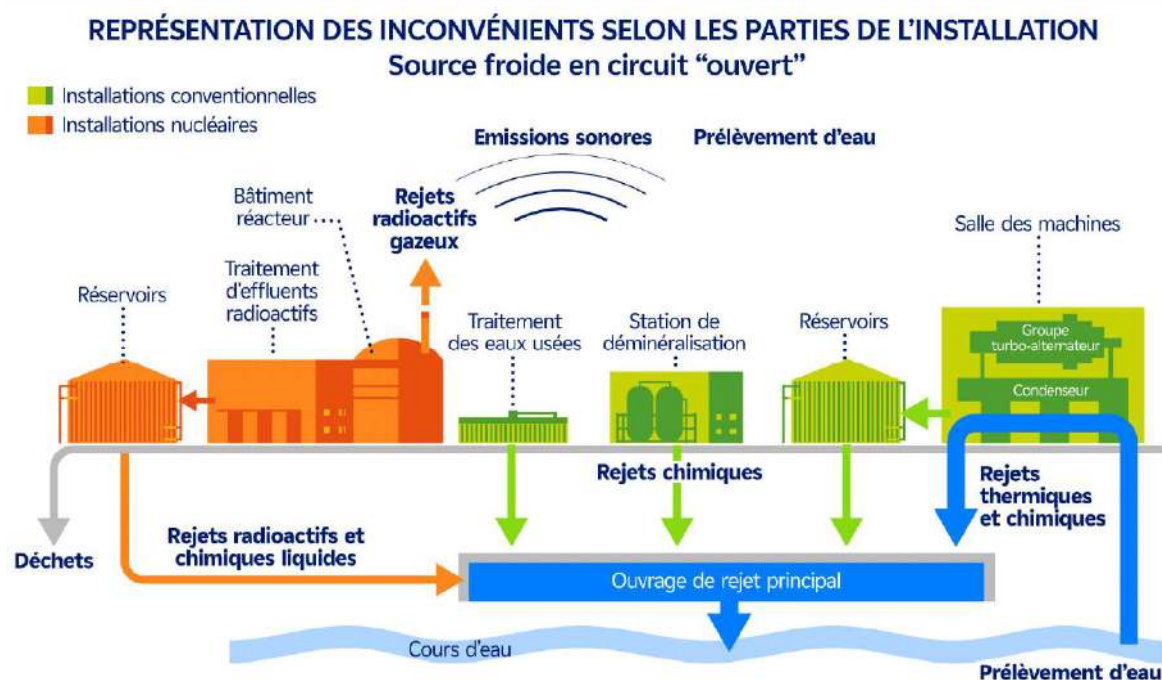 REPRÉSENTATION DES INCONVÉNIENTS SELON LES PARTIES DE L'INSTALLATION
Source froide en circuit “ouvert”
Installations conventionnelles
Installations nucléaires
Emissions sonores
Prélèvement d'eau
Bâtiment
réacteur
Rejets
radioactifs
gazeux
Salle des machines
Réservoirs
Traitement
d'effluents
radioactifs
Traitement
des eaux usées
Station de
déminéralisation
Réservoirs
Groupe
turbo-alternateur
Condenseur
Rejets chimiques
Rejets
thermiques
et chimiques
Déchets
Rejets radioactifs et
chimiques liquides
Ouvrage de rejet principal
Cours d'eau
Prélèvement d'eau